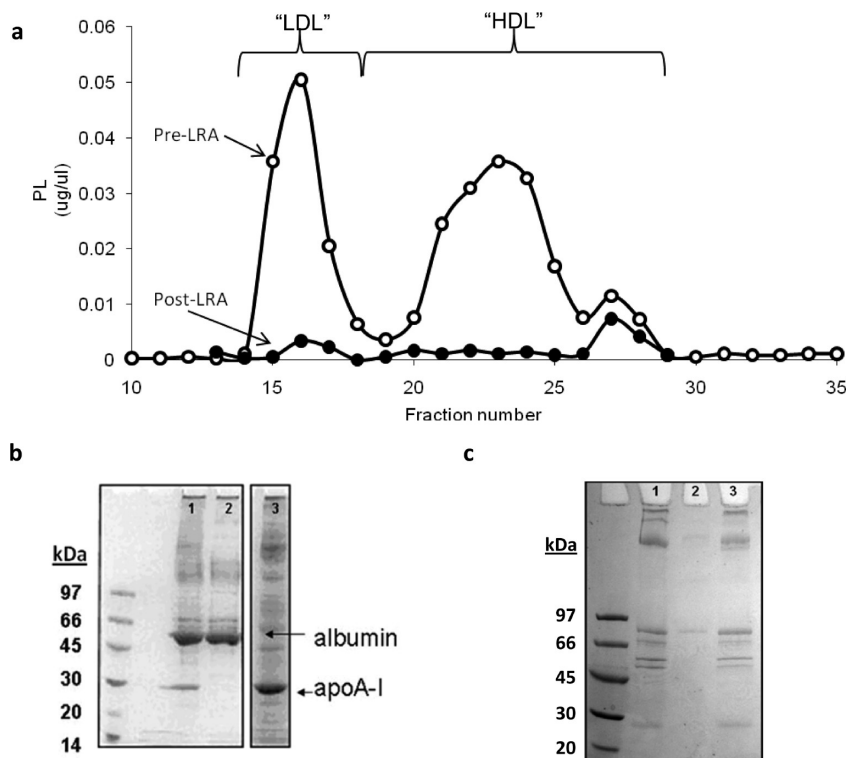 a
“LDL” “HDL”
0.06
0.05
0.04
0.03
0.02
0.01
0
PL
(ug/ul)
Pre-LRA
Post-LRA
10 15 20 25 30 35
Fraction number
b
1 2 3
kDa
97
66
45
30
20
14
albumin
apoA-I
c
1 2 3
kDa
97
66
45
30
20